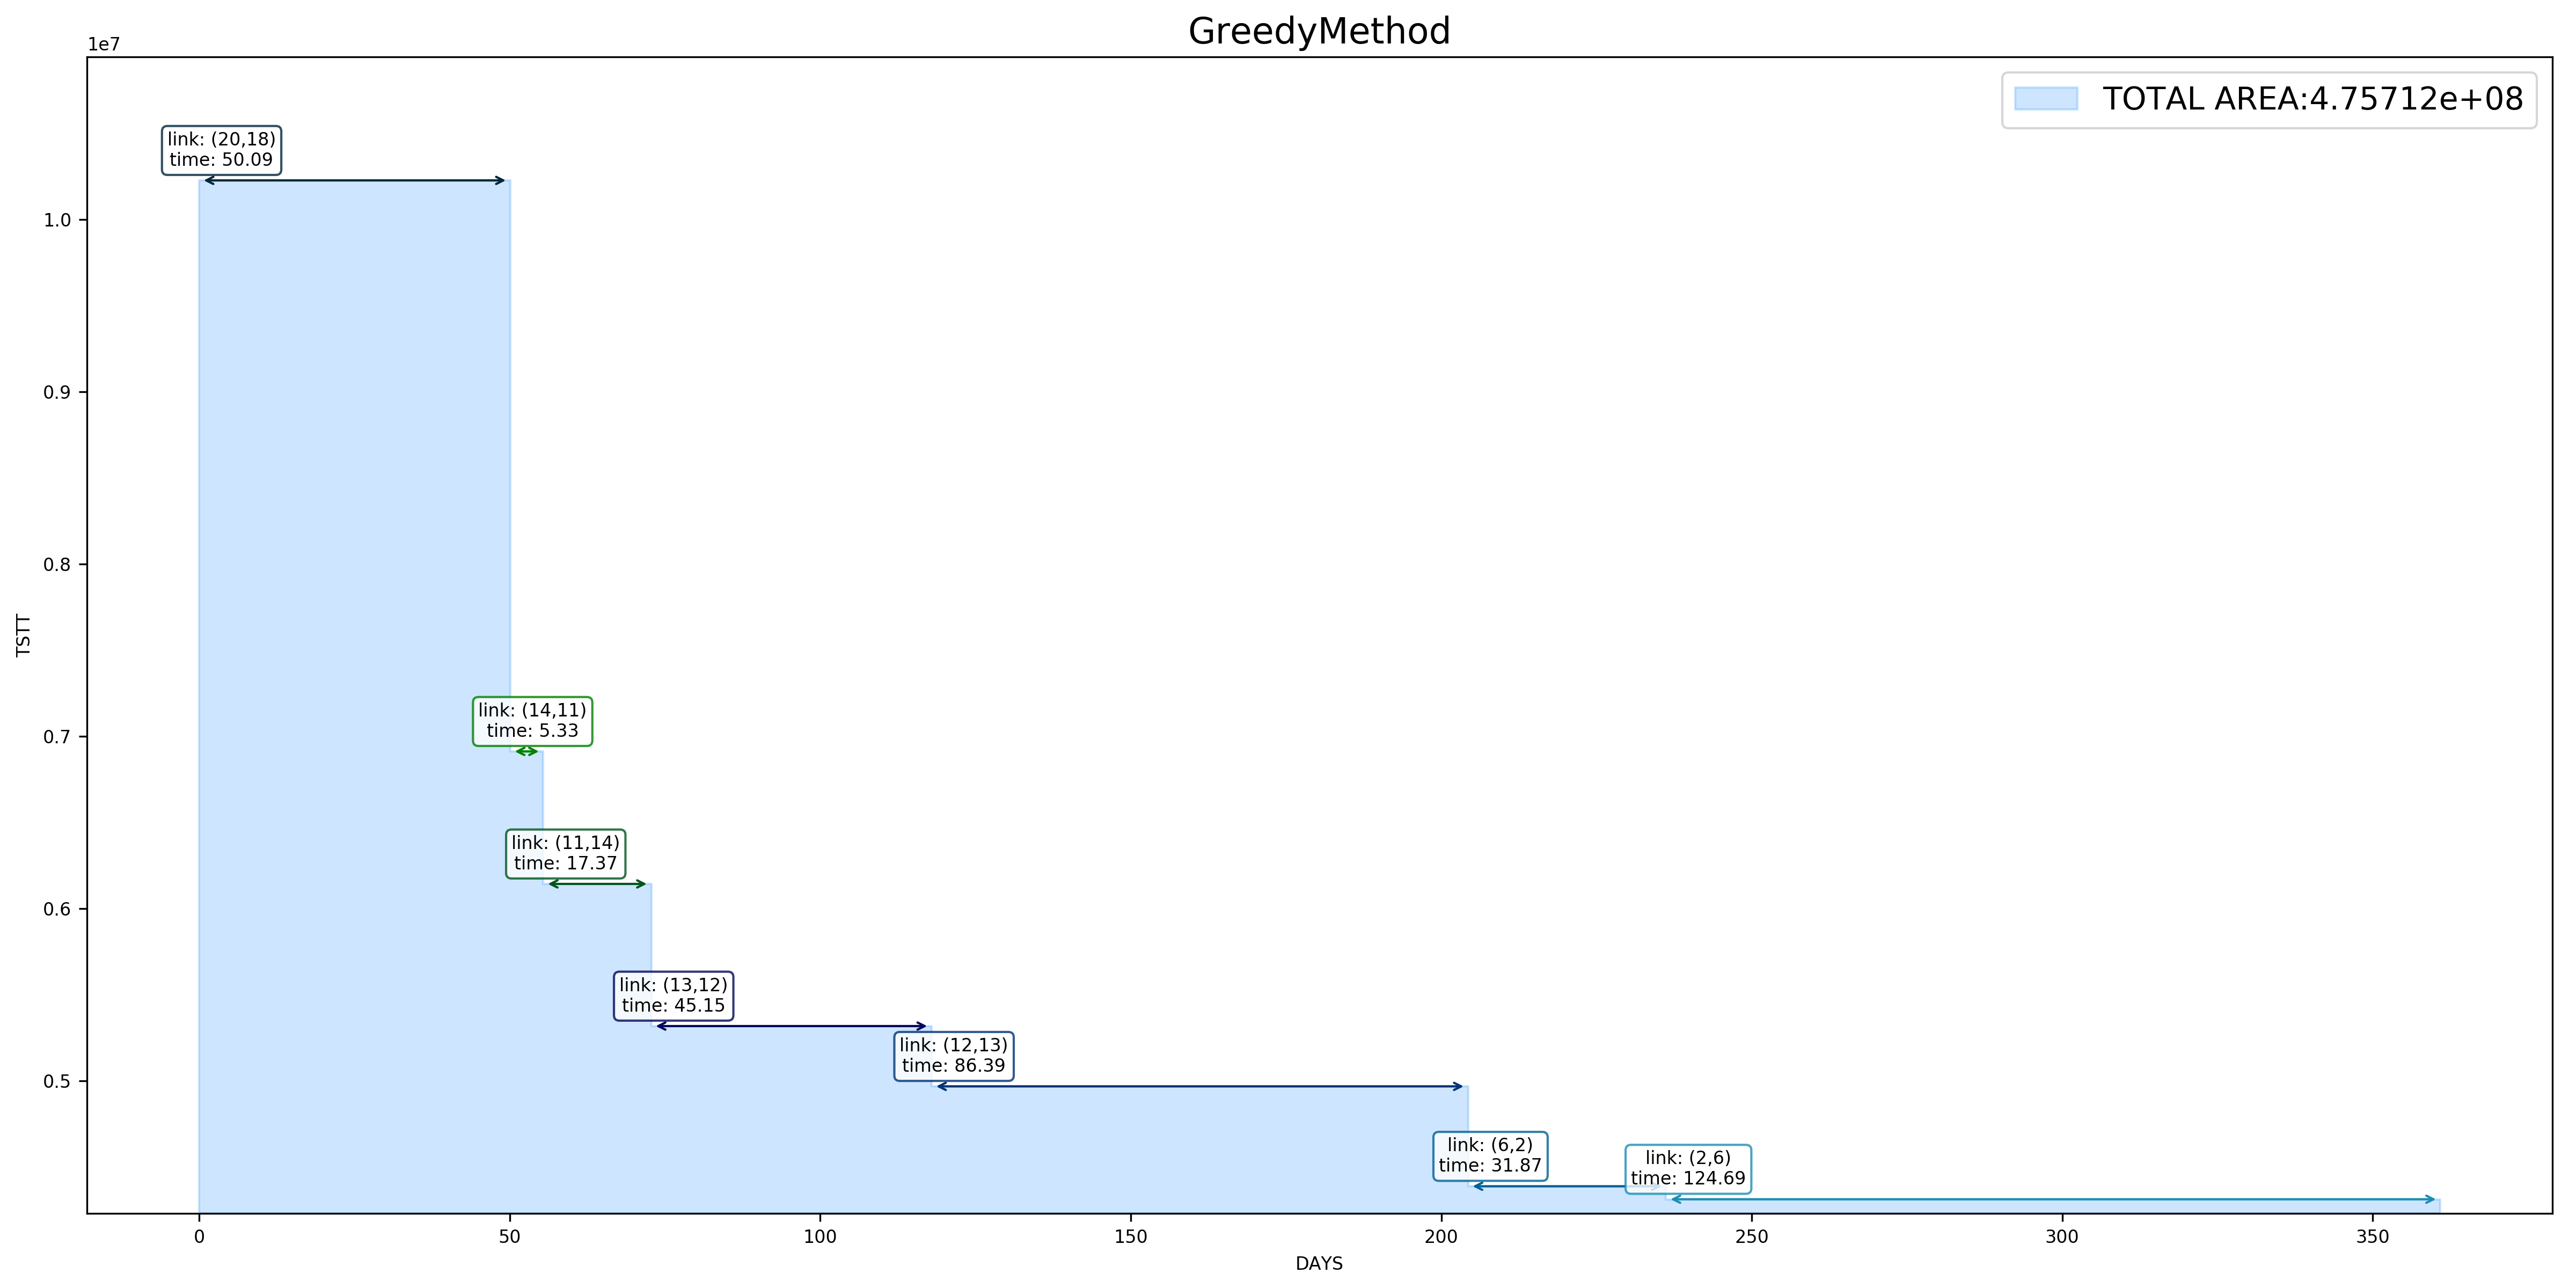 GreedyMethod
1e7
TOTAL AREA:4.75712e+08
link: (20,18)
time: 50.09
1.0
0.9
0.8
link: (14,11)
time: 5.33
0.7
link: (11,14)
time: 17.37
0.6
link: (13,12)
time: 45.15
link: (12,13)
time: 86.39
0.5
link: (6,2)
time: 31.87
link: (2,6)
time: 124.69
TSTT
0 50 100 150 200 250 300 350
DAYS